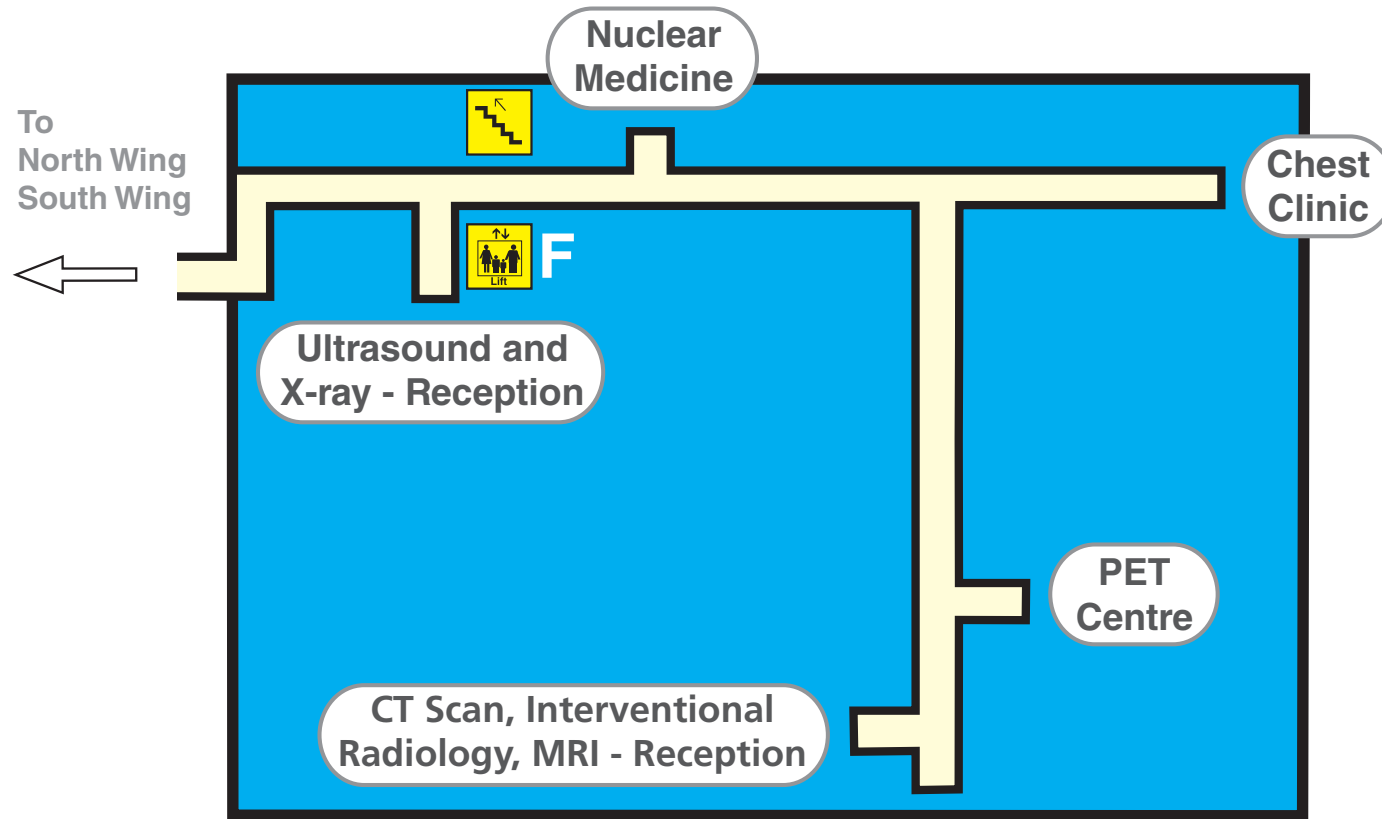 Nuclear
Medicine
To
North Wing
South Wing
Chest
Clinic
Lift
F
Ultrasound and
X-ray - Reception
PET
Centre
CT Scan, Interventional
Radiology, MRI - Reception